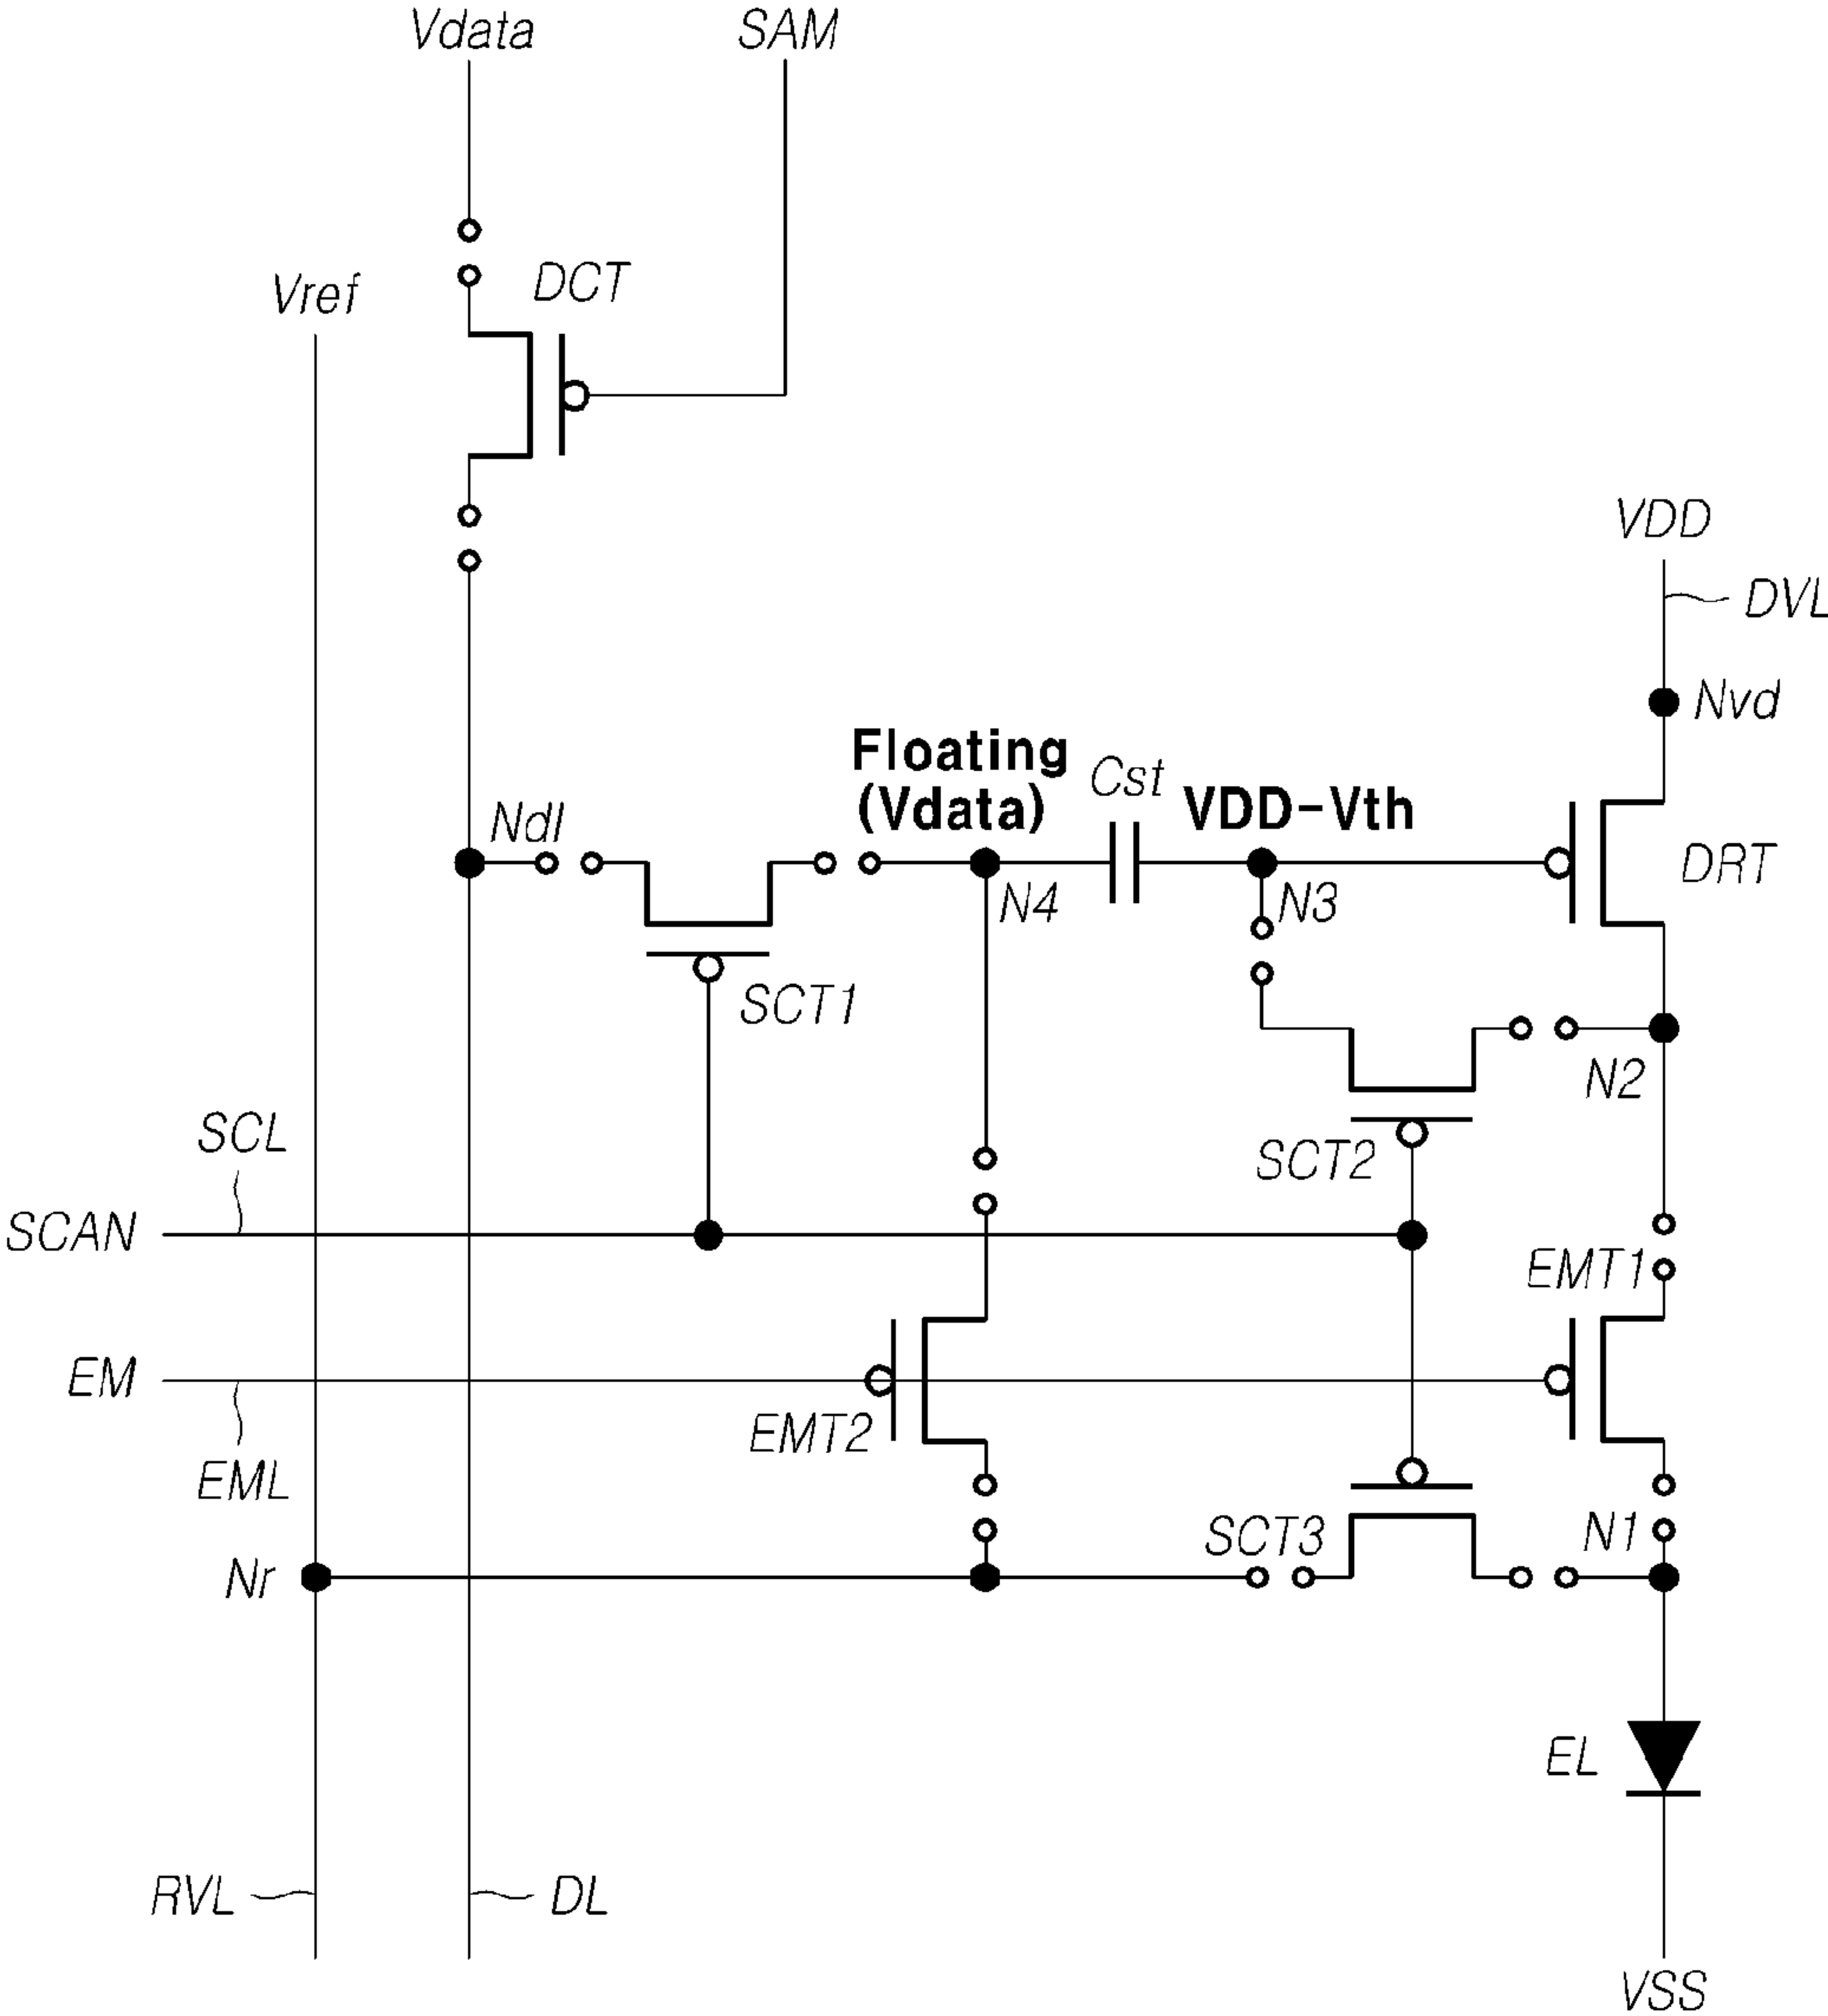 Vdata
SAM
Vref
DCT
VDD
DVL
Nvd
Floating
(Vdata)
Cst
VDD-Vth
Ndl
DRT
N4
N3
SCT1
N2
SCL
SCT2
SCAN
EMT1
EM
EMT2
EML
SCT3
N1
Nr
EL
RVL
DL
VSS